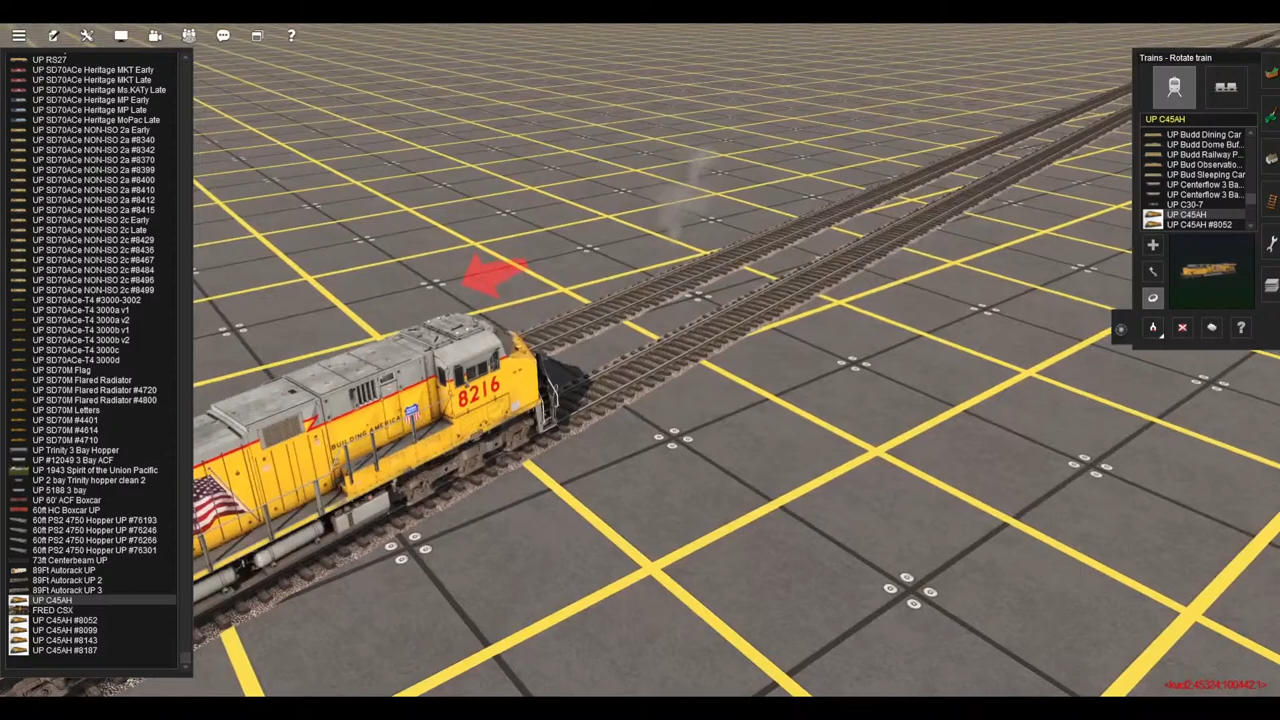 UP RS27
UP SD70ACe Heritage MKT Early
UP SD70ACe Heritage MKT Late
UP SD70ACe Heritage Ms.KATy Late
UP SD70ACe Heritage MP Early
UP SD70ACe Heritage MP Late
UP SD70ACe Heritage MoPac Late
UP SD70ACe NON-ISO 2a Early
UP SD70ACe NON-ISO 2a #8340
UP SD70ACe NON-ISO 2a #8342
UP SD70ACe NON-ISO 2a #8370
UP SD70ACe NON-ISO 2a #8399
UP SD70ACe NON-ISO 2a #8400
UP SD70ACe NON-ISO 2a #8410
UP SD70ACe NON-ISO 2a #8412
UP SD70ACe NON-ISO 2a #8415
UP SD70ACe NON-ISO 2c Early
UP SD70ACe NON-ISO 2c Late
UP SD70ACe NON-ISO 2c #8429
UP SD70ACe NON-ISO 2c #8436
UP SD70ACe NON-ISO 2c #8467
UP SD70ACe NON-ISO 2c #8484
UP SD70ACe NON-ISO 2c #8496
UP SD70ACe NON-ISO 2c #8499
UP SD70ACe-T4 #3000-3002
UP SD70ACe-T4 3000a v1
UP SD70ACe-T4 3000a v2
UP SD70ACe-T4 3000b v1
UP SD70ACe-T4 3000b v2
UP SD70ACe-T4 3000c
UP SD70ACe-T4 3000d
UP SD70M Flag
UP SD70M Flared Radiator
UP SD70M Flared Radiator #4720
UP SD70M Flared Radiator #4800
UP SD70M Letters
UP SD70M #4401
UP SD70M #4614
UP SD70M #4710
UP Trinity 3 Bay Hopper
UP #12049 3 Bay ACF
UP 1943 Spirit of the Union Pacific
UP 2 bay Trinity hopper clean 2
UP 5188 3 bay
UP 60' ACF Boxcar
60ft HC Boxcar UP
60ft PS2 4750 Hopper UP #76193
60ft PS2 4750 Hopper UP #76246
60ft PS2 4750 Hopper UP #76266
60ft PS2 4750 Hopper UP #76301
73ft Centerbeam UP
89Ft Autorack UP
89Ft Autorack UP 2
89Ft Autorack UP 3
UP C45AH
FRED CSX
UP C45AH #8052
UP C45AH #8099
UP C45AH #8143
UP C45AH #8187
8216
BUILDING AMERICA
Trains - Rotate train
UP C45AH
UP Budd Dining Car
UP Budd Dome Buf...
UP Budd Railway P...
UP Bud Observatio...
UP Bud Sleeping Car
UP Centerflow 3 Ba...
UP Centerflow 3 Ba...
UP C30-7
UP C45AH
UP C45AH #8052
<kuid2:45324:100442:1>